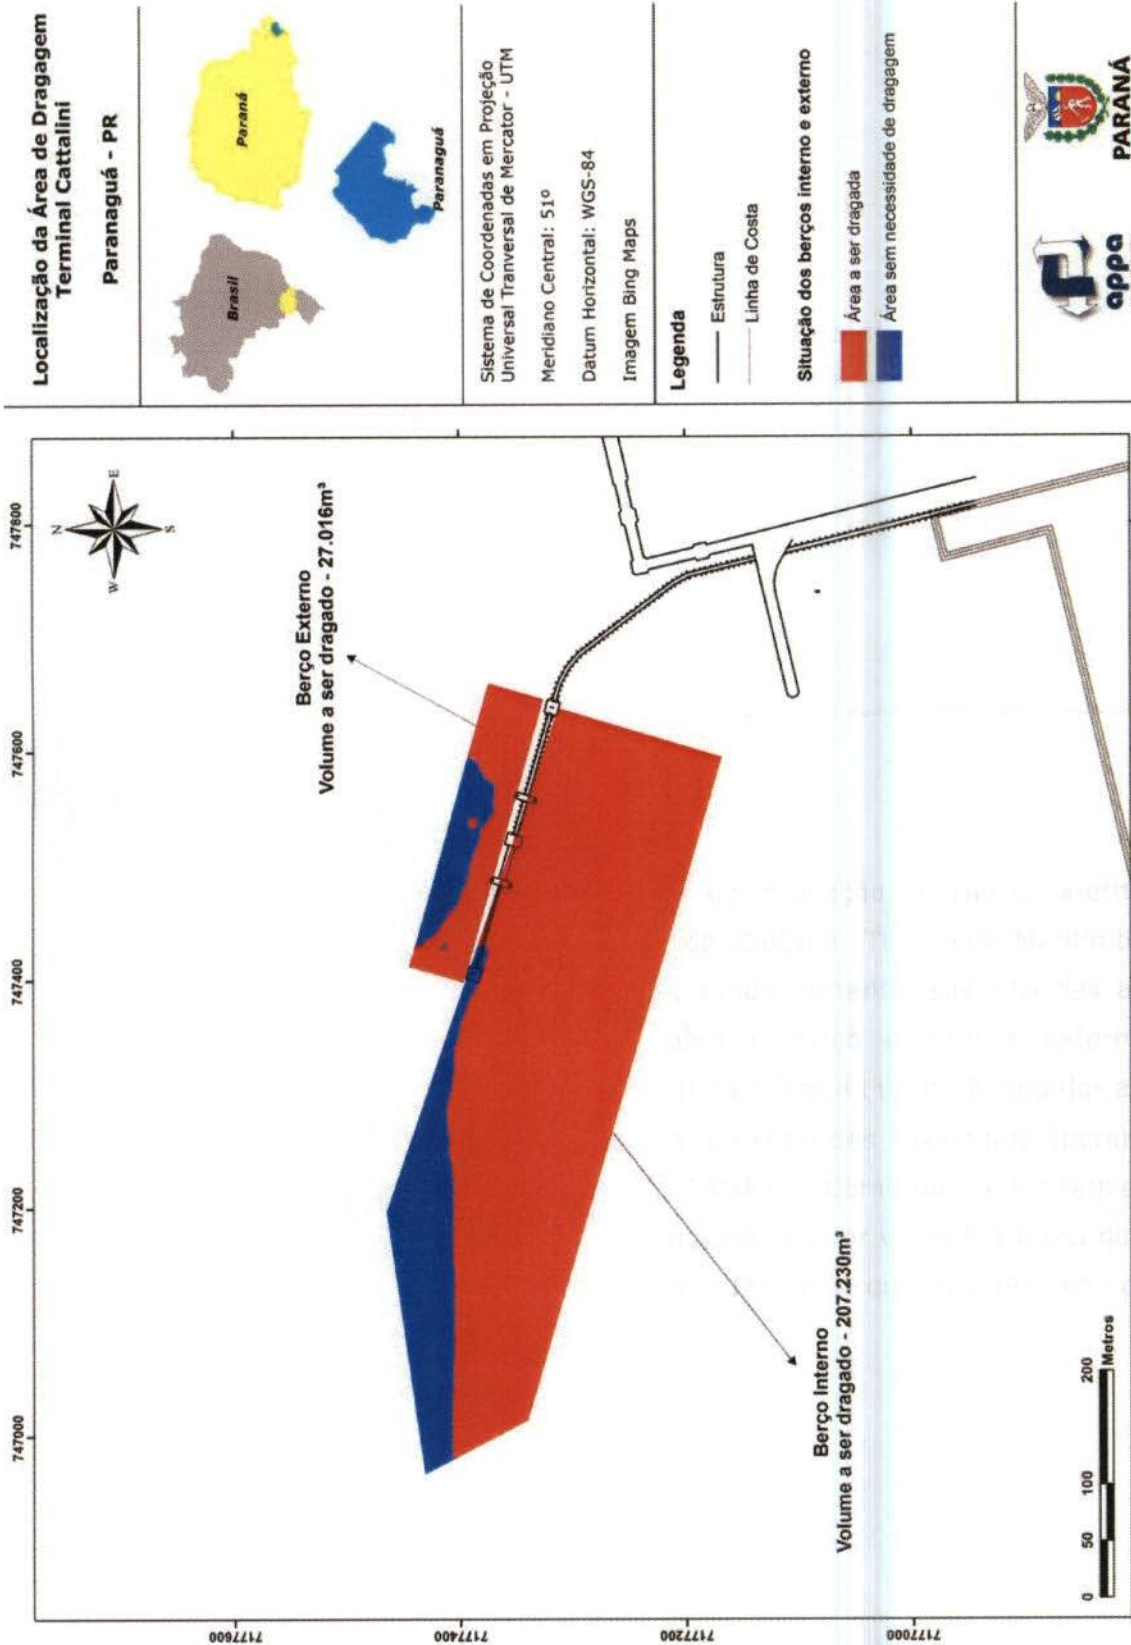 Localização da Área de Dragagem
Terminal Cattalini
Paranaguá - PR
Brasil
Paraná
Paranaguá
Sistema de Coordenadas em Projeção
Universal Tranversal de Mercator - UTM
Meridiano Central: 51º
Datum Horizontal: WGS-84
Imagem Bing Maps
Legenda
Estrutura
Linha de Costa
Situação dos berços interno e externo
Área a ser dragada
Área sem necessidade de dragagem
appa
PARANÁ
747000
747200
747400
747600
747800
7177600
7177400
7177200
7177000
N
E
S
W
Berço Externo
Volume a ser dragado - 27.016m³
Berço Interno
Volume a ser dragado - 207.230m³
0
50
100
200
Metros